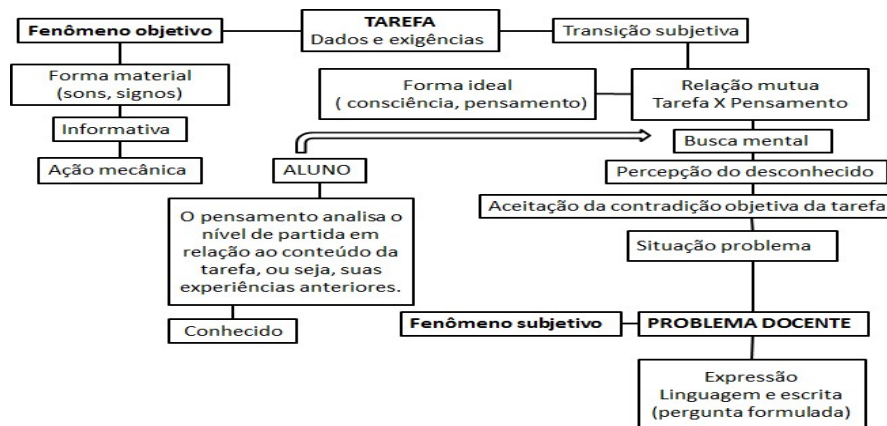 TAREFA
Dados e exigências
Fenômeno objetivo
Transição subjetiva
Forma material
(sons, signos)
Forma ideal
( consciência, pensamento)
Relação mutua
Tarefa X Pensamento
Informativa
Busca mental
Ação mecânica
ALUNO
Percepção do desconhecido
Aceitação da contradição objetiva da tarefa
O pensamento analisa o
nível de partida em
relação ao conteúdo da
tarefa, ou seja, suas
experiências anteriores.
Situação problema
Conhecido
Fenômeno subjetivo
PROBLEMA DOCENTE
Expressão
Linguagem e escrita
(pergunta formulada)